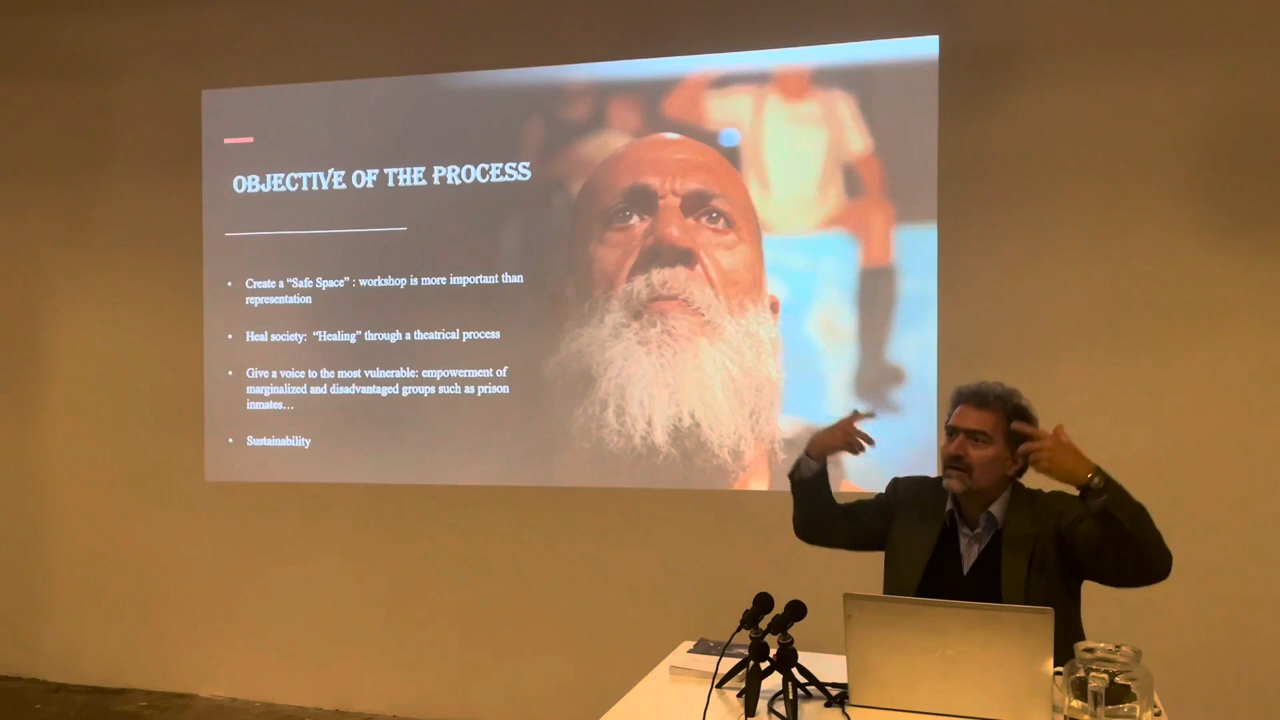 OBJECTIVE OF THE PROCESS
• Create a “Safe Space” : workshop is more important than
representation
• Heal society: “Healing” through a theatrical process
• Give a voice to the most vulnerable: empowerment of
marginalized and disadvantaged groups such as prison
inmates…
• Sustainability